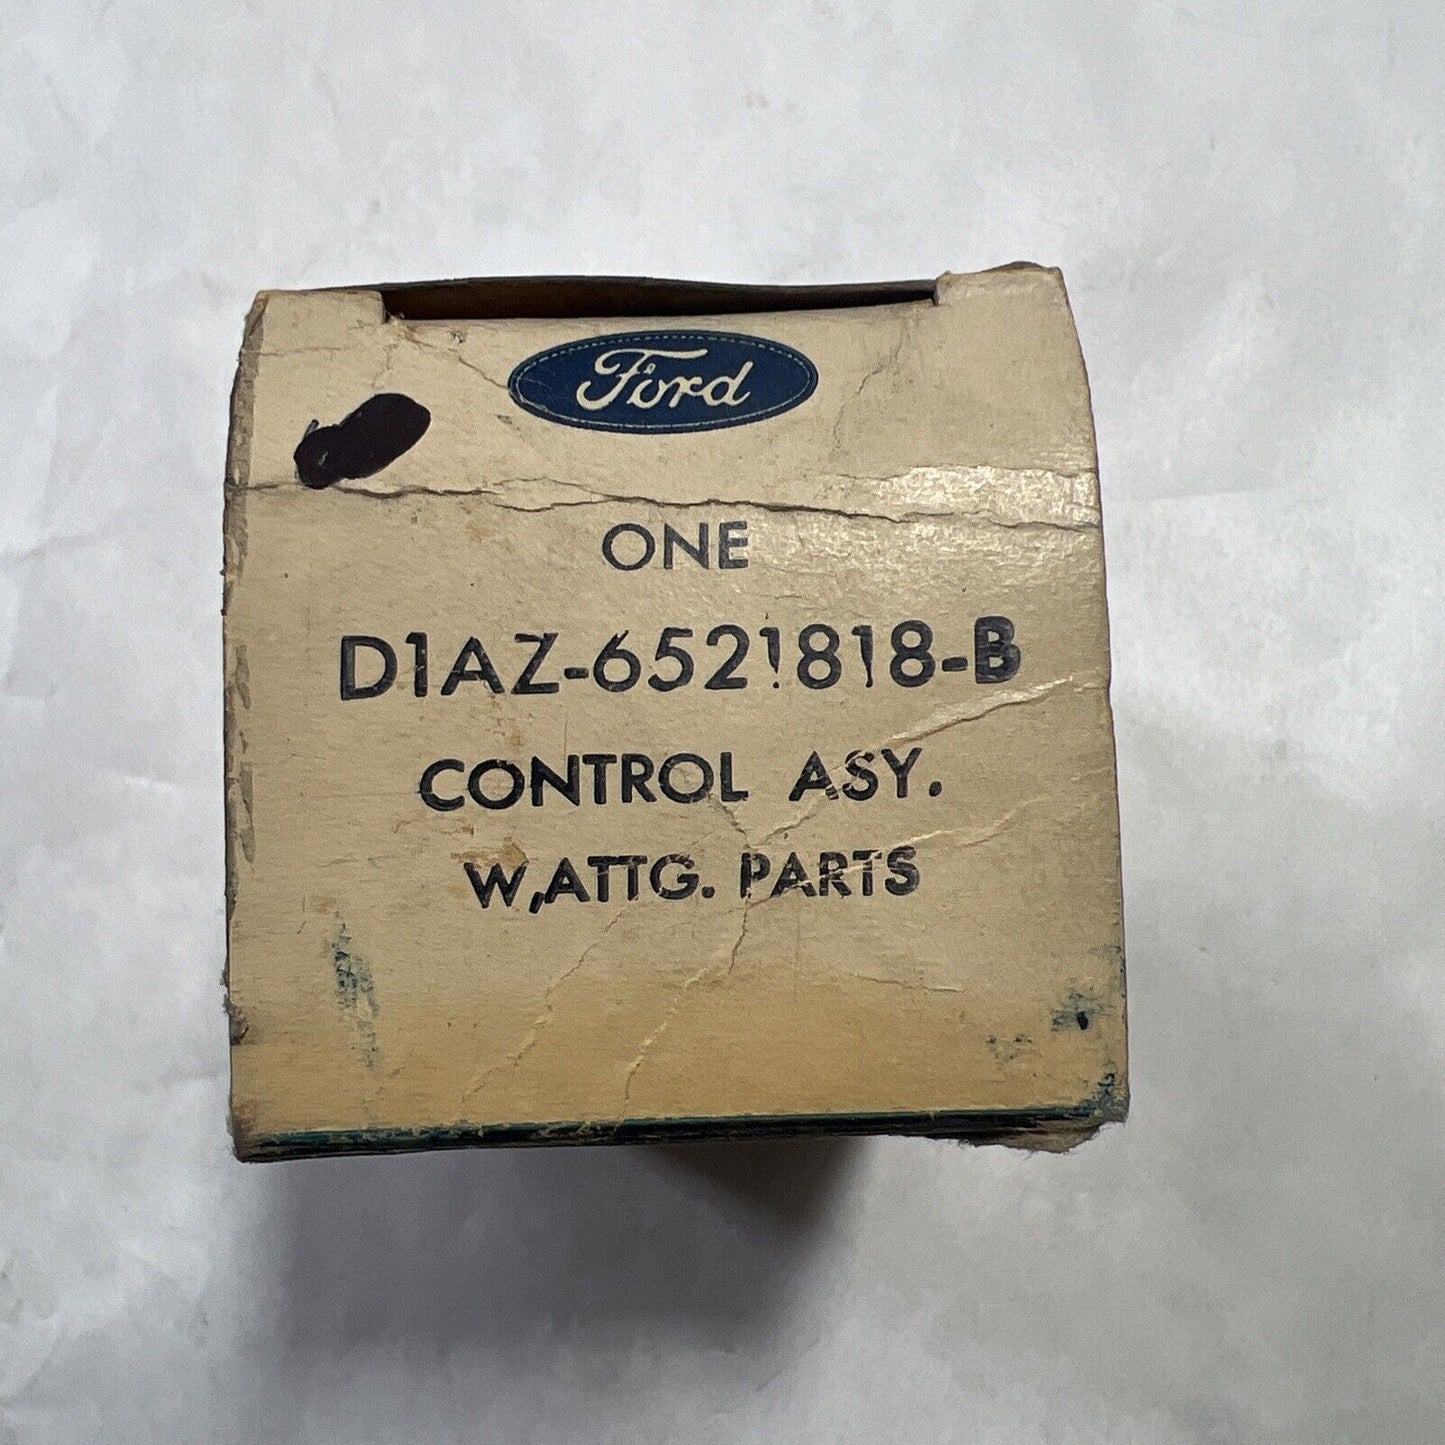 Ford
ONE
D1AZ-6521818-B
CONTROL ASY.
W,ATTG. PARTS